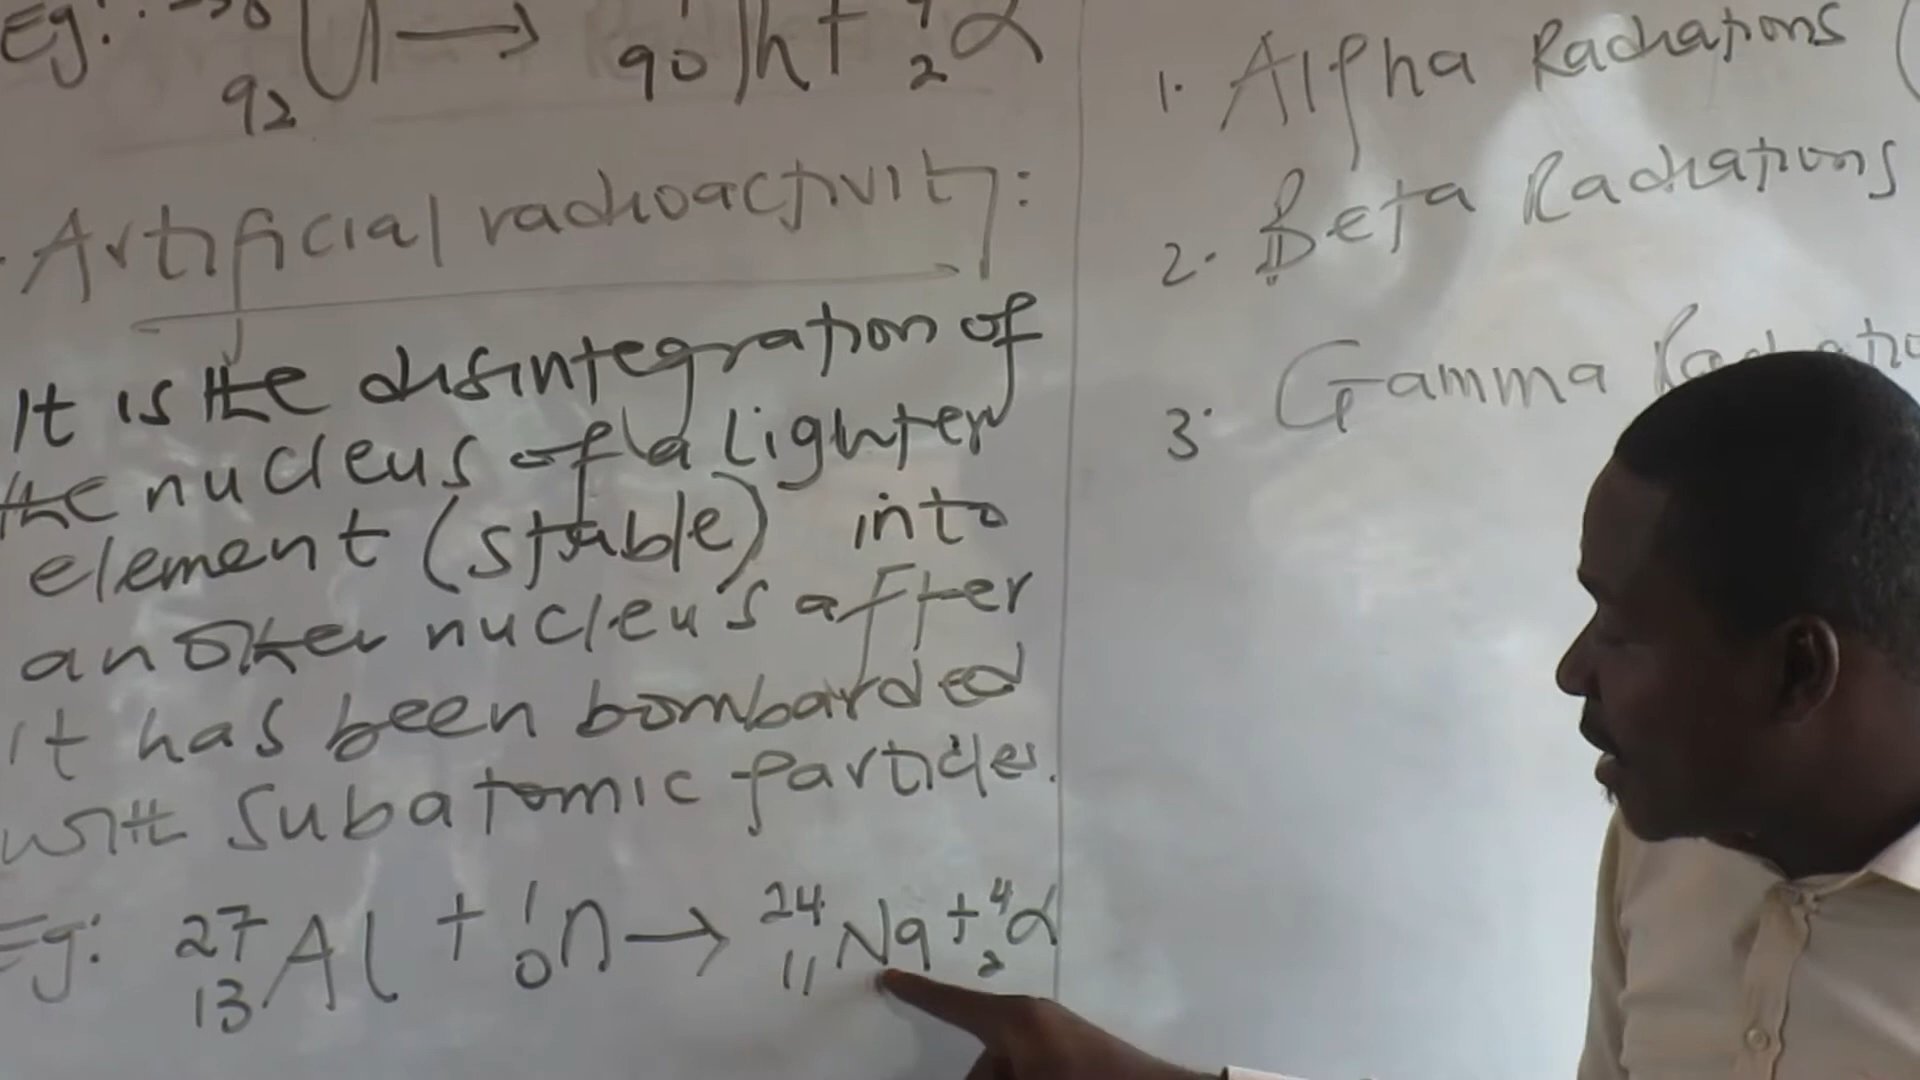 Eg: ₉₂U → ₉₀Th + ⁴₂α
Artificial radioactivity:
It is the disintegration of
the nucleus of a lighter
element (stable) into
another nucleus after
it has been bombarded
with subatomic particles.
Eg: ²⁷₁₃Al + ¹₀n → ²⁴₁₁Na + ⁴₂α
1. Alpha Radiations (
2. Beta Radiations
3. Gamma Radiatio